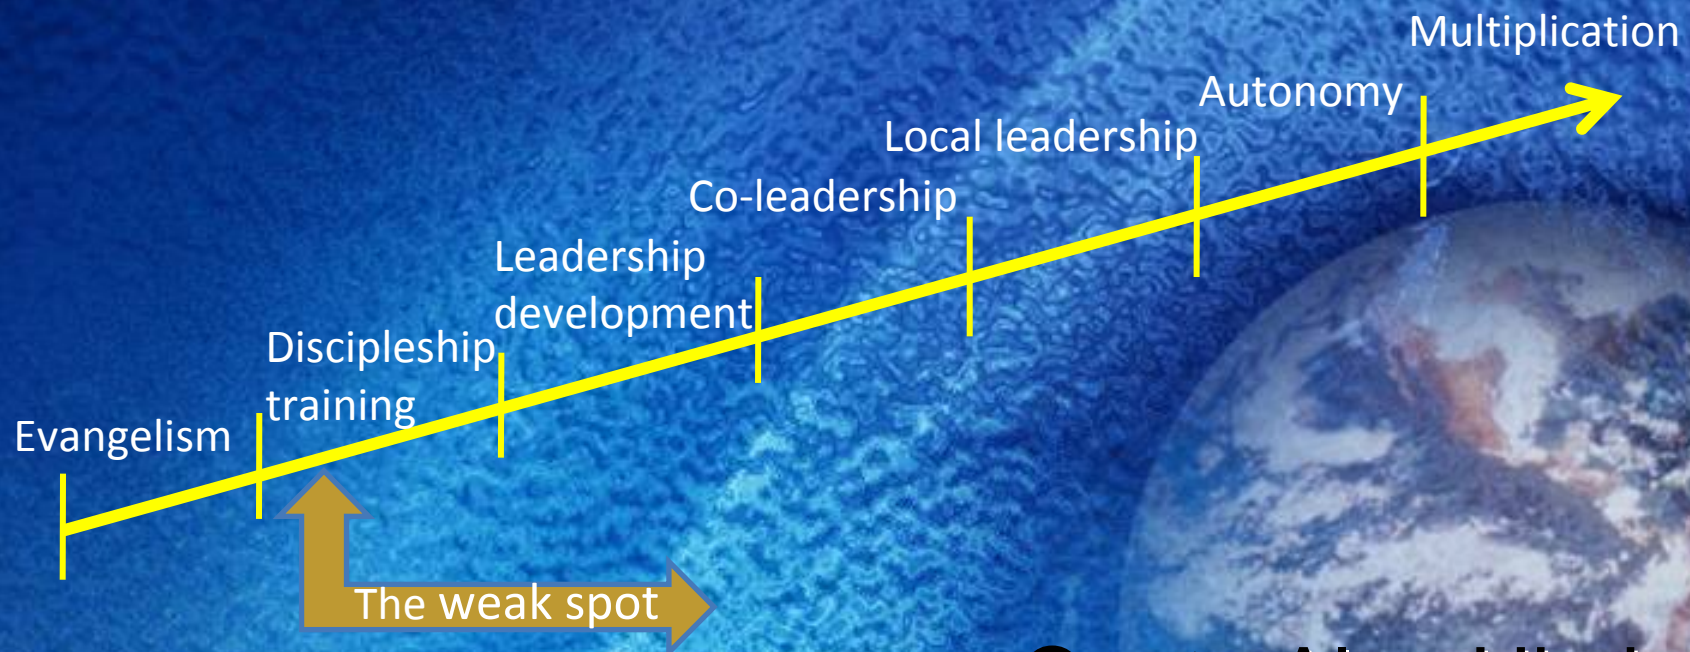 Multiplication
Autonomy
Local leadership
Co-leadership
Leadership
development
Discipleship
training
Evangelism
The weak spot